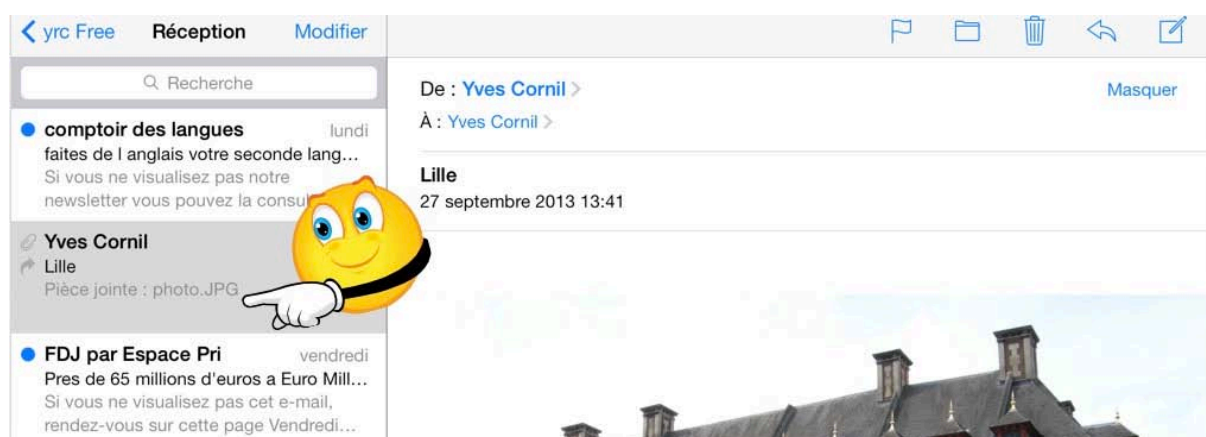 yrc Free Réception Modifier
Recherche
comptoir des langues lundi
faites de l anglais votre seconde lang…
Si vous ne visualisez pas notre
newsletter vous pouvez la
Yves Cornil
Lille
Pièce jointe : photo.JPG
FDJ par Espace Pri vendredi
Pres de 65 millions d'euros a Euro Mill…
Si vous ne visualisez pas cet e-mail,
rendez-vous sur cette page Vendredi…
De : Yves Cornil
Masquer
À : Yves Cornil
Lille
27 septembre 2013 13:41